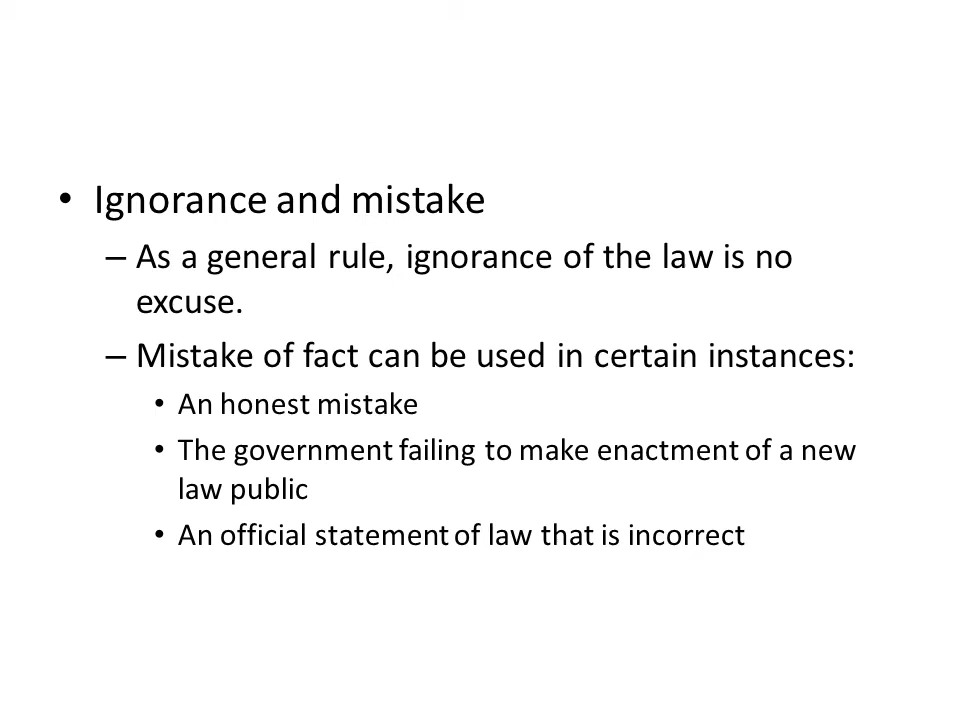 • Ignorance and mistake
– As a general rule, ignorance of the law is no
excuse.
– Mistake of fact can be used in certain instances:
• An honest mistake
• The government failing to make enactment of a new
law public
• An official statement of law that is incorrect